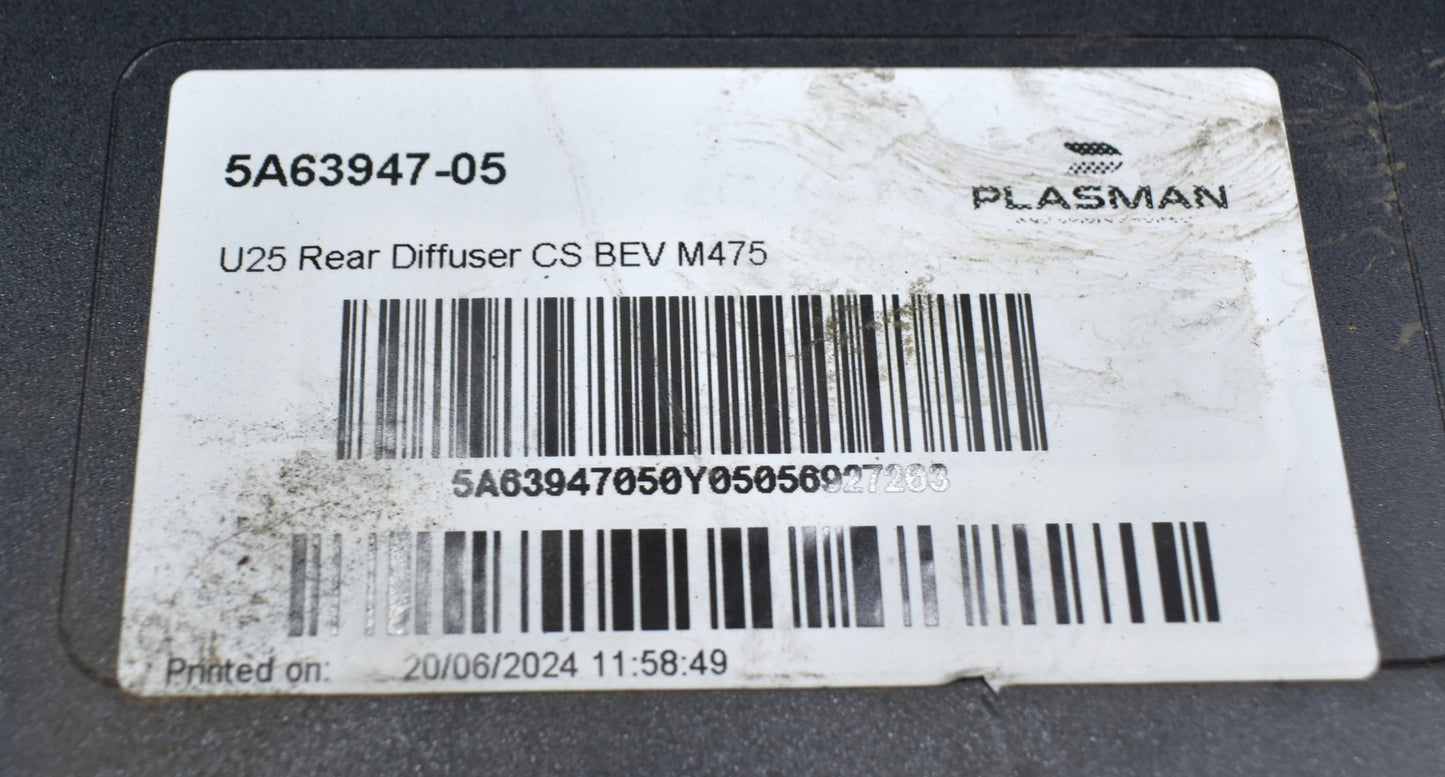 5A63947-05
PLASMAN
U25 Rear Diffuser CS BEV M475
5A63947050Y05056927203
Printed on: 20/06/2024 11:58:49